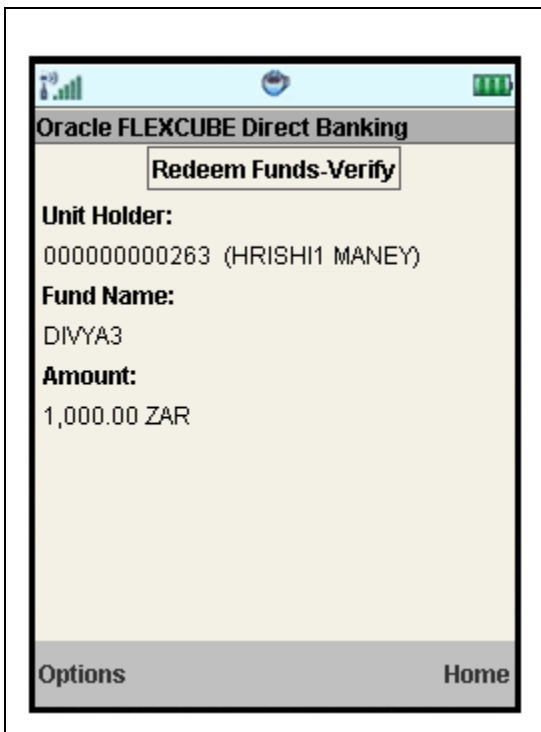 Oracle FLEXCUBE Direct Banking
Redeem Funds-Verify
Unit Holder:
000000000263 (HRISHI1 MANEY)
Fund Name:
DIVYA3
Amount:
1,000.00 ZAR
Options Home